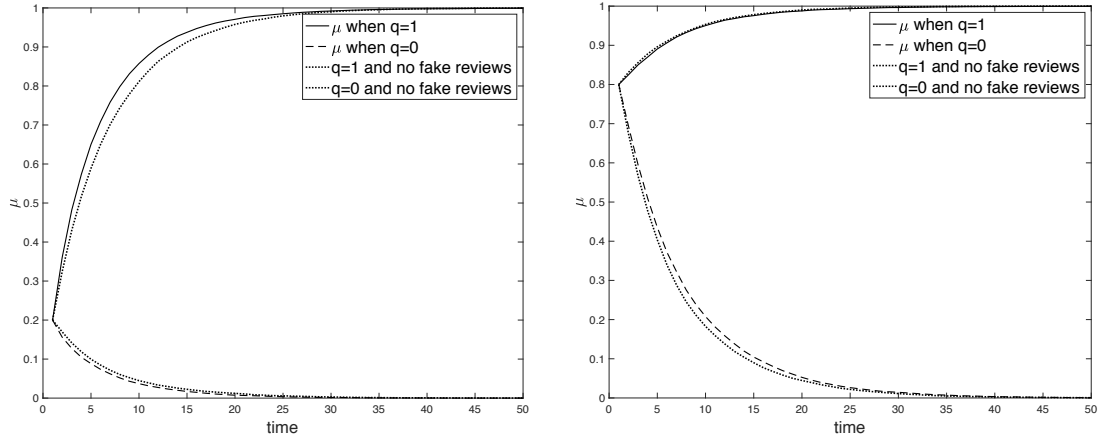 1
0.9
0.8
0.7
0.6
0.5
0.4
0.3
0.2
0.1
0
μ
0 5 10 15 20 25 30 35 40 45 50
time
μ when q=1
μ when q=0
q=1 and no fake reviews
q=0 and no fake reviews
1
0.9
0.8
0.7
0.6
0.5
0.4
0.3
0.2
0.1
0
μ
0 5 10 15 20 25 30 35 40 45 50
time
μ when q=1
μ when q=0
q=1 and no fake reviews
q=0 and no fake reviews